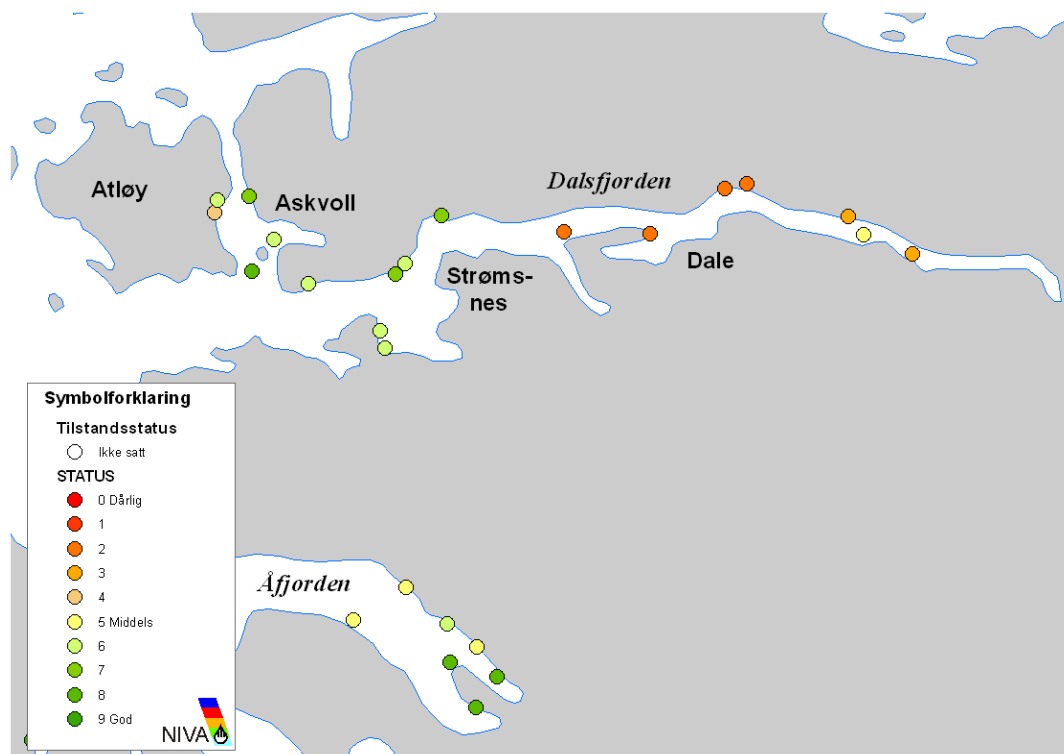 Atløy
Askvoll
Dalsfjorden
Strøms-
nes
Dale
Åfjorden
Symbolforklaring
Tilstandsstatus
Ikke satt
STATUS
0 Dårlig
1
2
3
4
5 Middels
6
7
8
9 God
NIVA